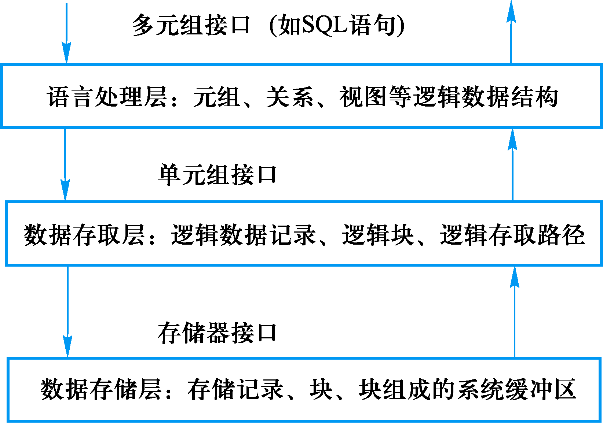 多元组接口 (如SQL语句)
语言处理层：元组、关系、视图等逻辑数据结构
单元组接口
数据存取层：逻辑数据记录、逻辑块、逻辑存取路径
存储器接口
数据存储层：存储记录、块、块组成的系统缓冲区